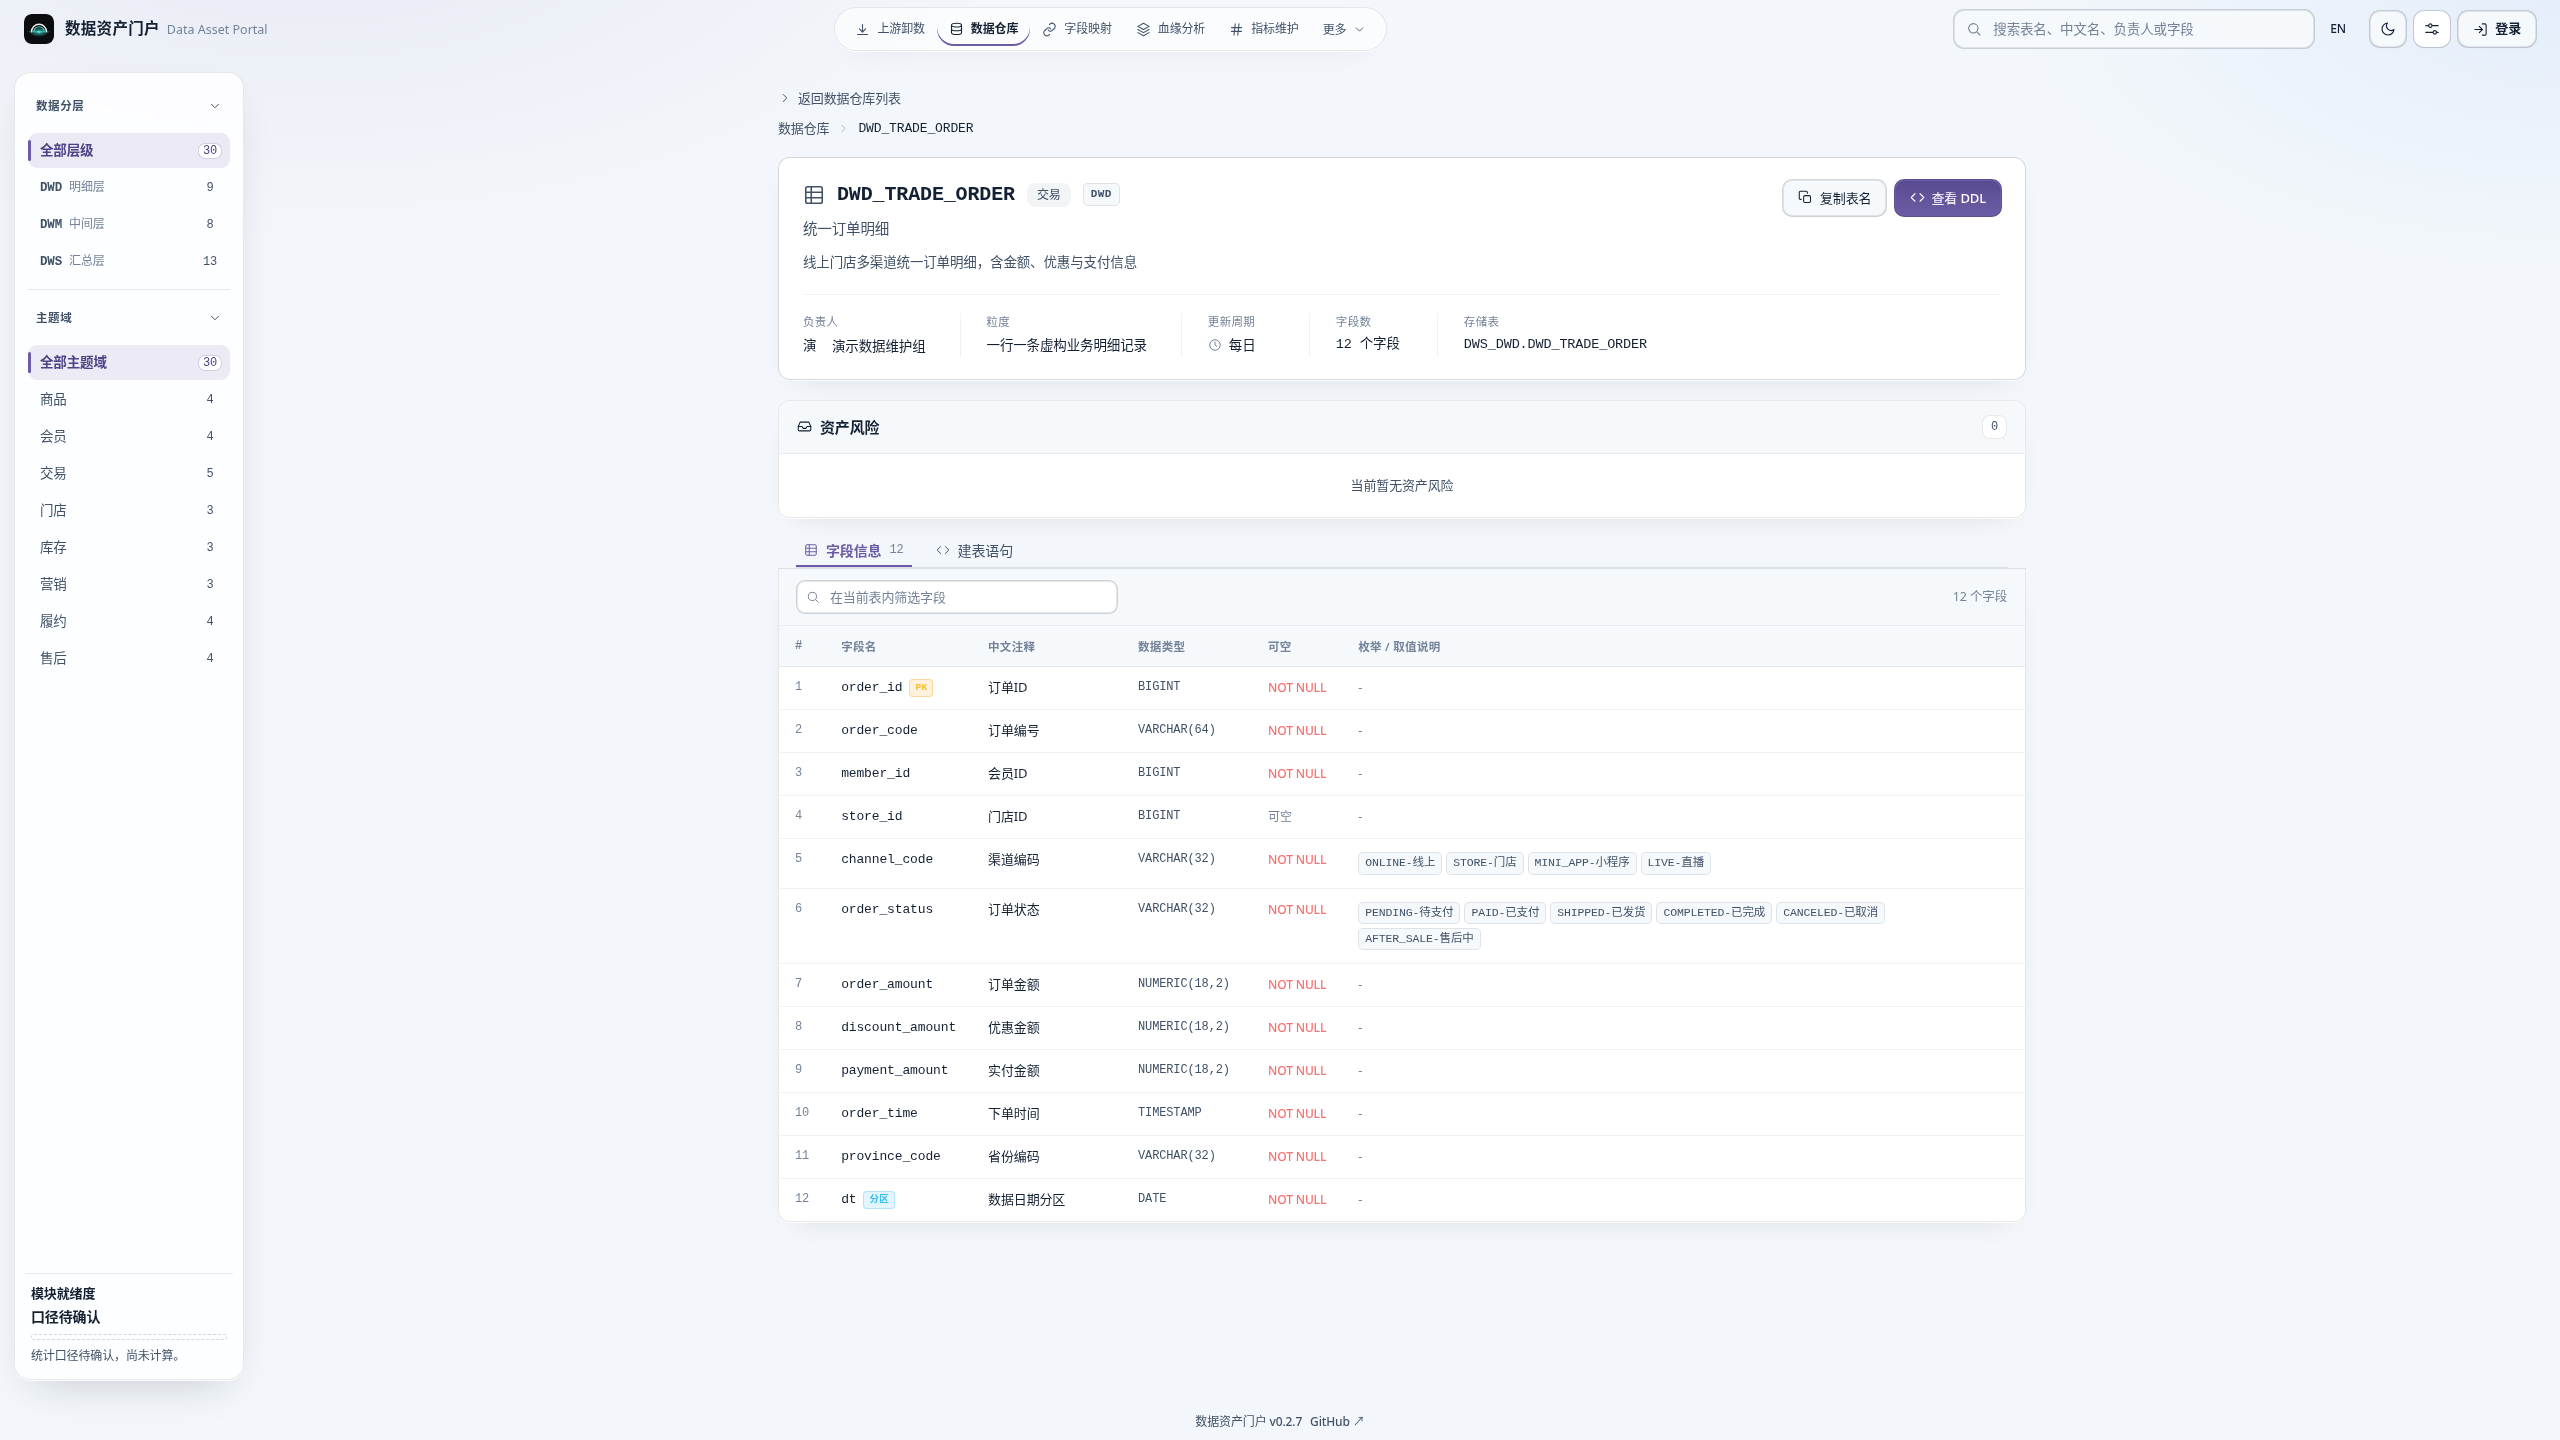 数据资产门户 Data Asset Portal
上游卸数 数据仓库 字段映射 血缘分析 指标维护 更多
搜索表名、中文名、负责人或字段 EN 登录
数据分层
全部层级 30
DWD 明细层 9
DWM 中间层 8
DWS 汇总层 13
主题域
全部主题域 30
商品 4
会员 4
交易 5
门店 3
库存 3
营销 3
履约 4
售后 4
模块就绪度
口径待确认
统计口径待确认，尚未计算。
返回数据仓库列表
数据仓库 DWD_TRADE_ORDER
DWD_TRADE_ORDER 交易 DWD
复制表名 查看 DDL
统一订单明细
线上门店多渠道统一订单明细，含金额、优惠与支付信息
负责人 粒度 更新周期 字段数 存储表
演 演示数据维护组 一行一条虚构业务明细记录 每日 12 个字段 DWS_DWD.DWD_TRADE_ORDER
资产风险 0
当前暂无资产风险
字段信息 12 建表语句
在当前表内筛选字段 12 个字段
# 字段名 中文注释 数据类型 可空 枚举 / 取值说明
1 order_id PK 订单ID BIGINT NOT NULL -
2 order_code 订单编号 VARCHAR(64) NOT NULL -
3 member_id 会员ID BIGINT NOT NULL -
4 store_id 门店ID BIGINT 可空 -
5 channel_code 渠道编码 VARCHAR(32) NOT NULL ONLINE-线上 STORE-门店 MINI_APP-小程序 LIVE-直播
6 order_status 订单状态 VARCHAR(32) NOT NULL PENDING-待支付 PAID-已支付 SHIPPED-已发货 COMPLETED-已完成 CANCELED-已取消
AFTER_SALE-售后中
7 order_amount 订单金额 NUMERIC(18,2) NOT NULL -
8 discount_amount 优惠金额 NUMERIC(18,2) NOT NULL -
9 payment_amount 实付金额 NUMERIC(18,2) NOT NULL -
10 order_time 下单时间 TIMESTAMP NOT NULL -
11 province_code 省份编码 VARCHAR(32) NOT NULL -
12 dt 分区 数据日期分区 DATE NOT NULL -
数据资产门户 v0.2.7 GitHub ↗